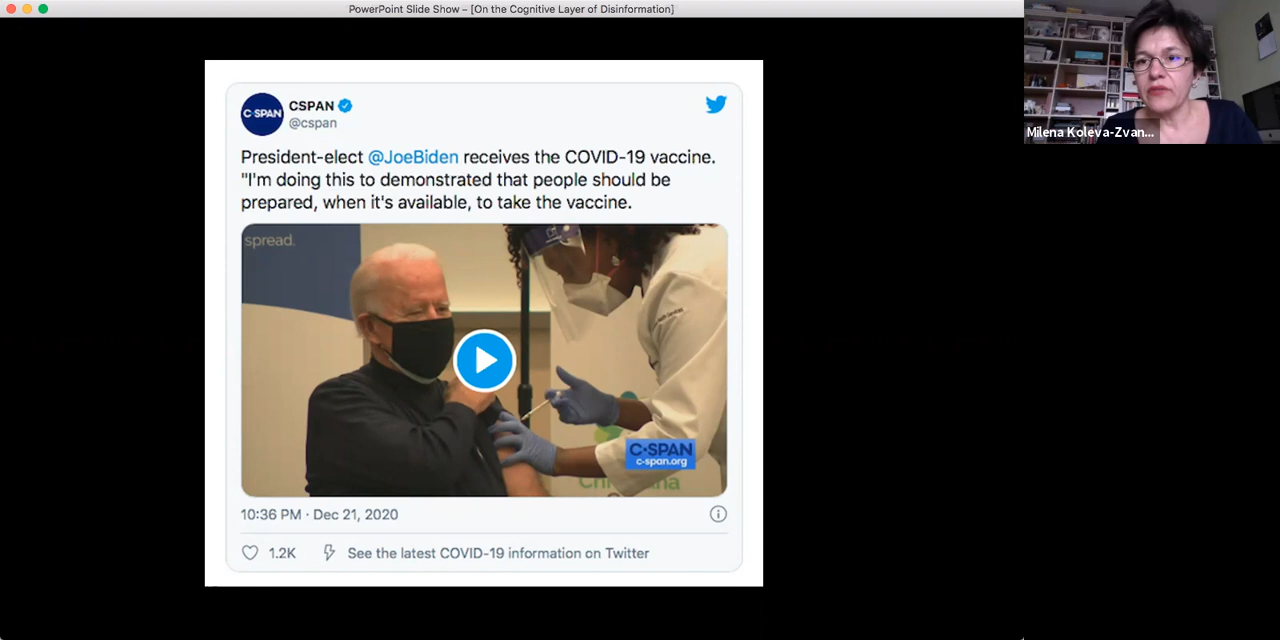 PowerPoint Slide Show – [On the Cognitive Layer of Disinformation]
Milena Koleva-Zvan...
C-SPAN
CSPAN
@cspan
President-elect @JoeBiden receives the COVID-19 vaccine.
"I'm doing this to demonstrated that people should be
prepared, when it's available, to take the vaccine.
spread.
C·SPAN
c-span.org
10:36 PM · Dec 21, 2020
1.2K
See the latest COVID-19 information on Twitter